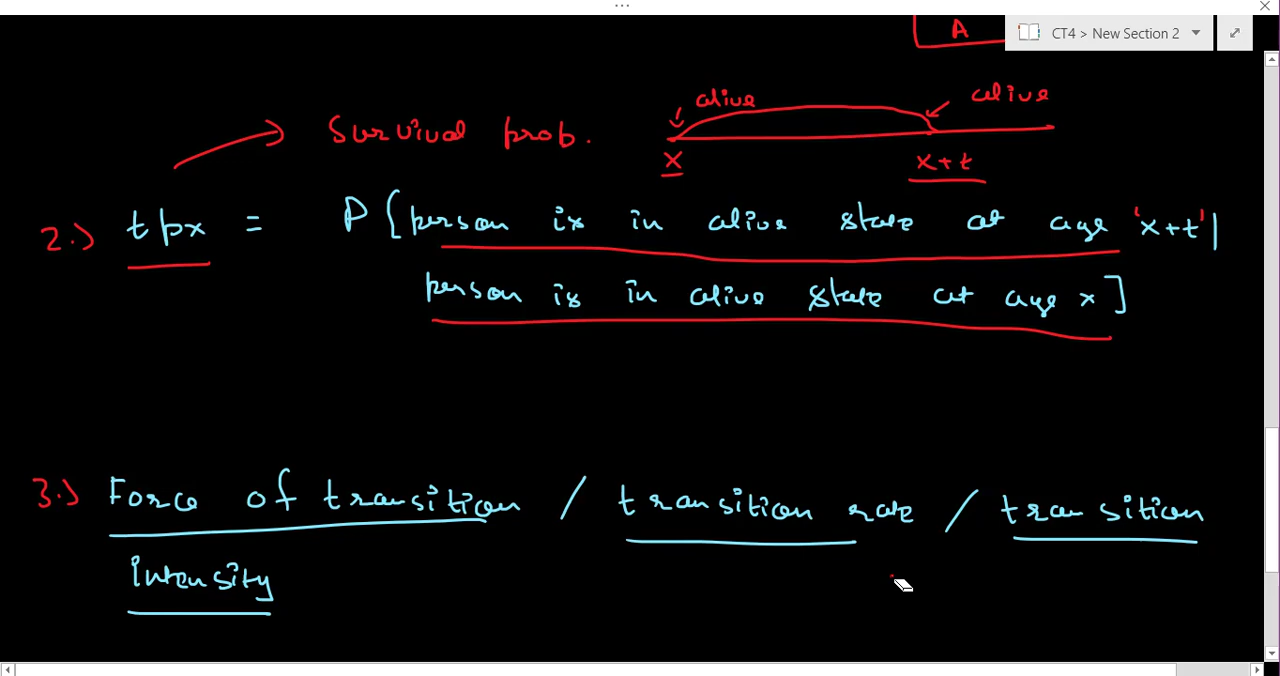 ...
A
CT4 > New Section 2
alive
alive
Survival prob.
x
x+t
2.) tpx = P{person is in alive state at age 'x+t'|
person is in alive state at age x]
3.) Force of transition / transition rate / transition
intensity